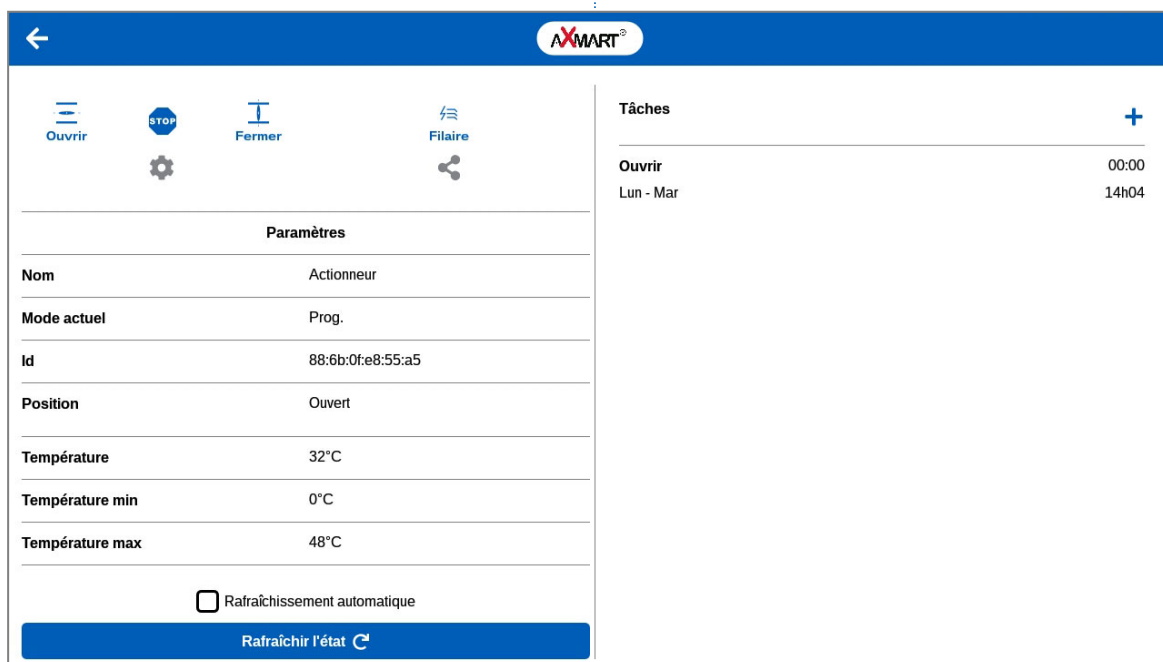 AXMART®
Ouvrir
STOP
Fermer
Filaire
Paramètres
Nom Actionneur
Mode actuel Prog.
Id 88:6b:0f:e8:55:a5
Position Ouvert
Température 32°C
Température min 0°C
Température max 48°C
Rafraîchissement automatique
Rafraîchir l'état
Tâches
Ouvrir 00:00
Lun - Mar 14h04